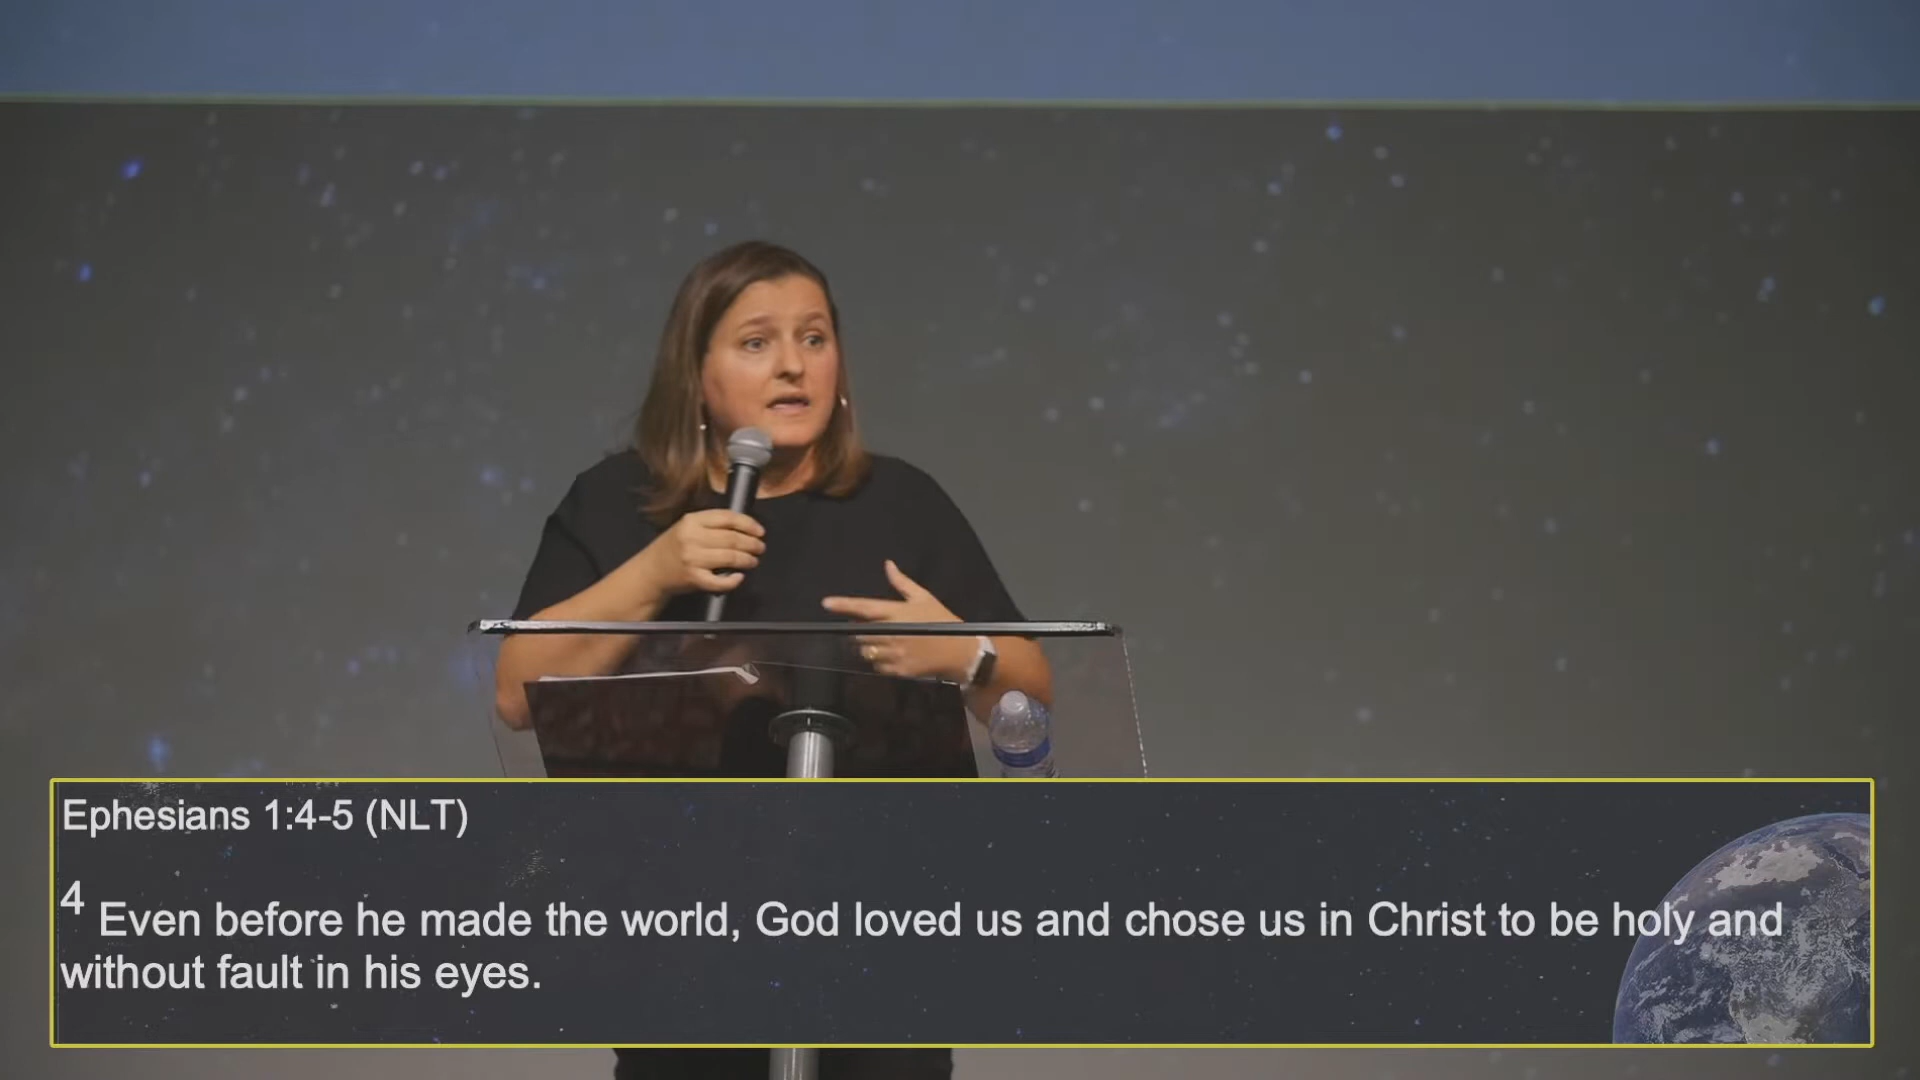 Ephesians 1:4-5 (NLT)
4 Even before he made the world, God loved us and chose us in Christ to be holy and
without fault in his eyes.